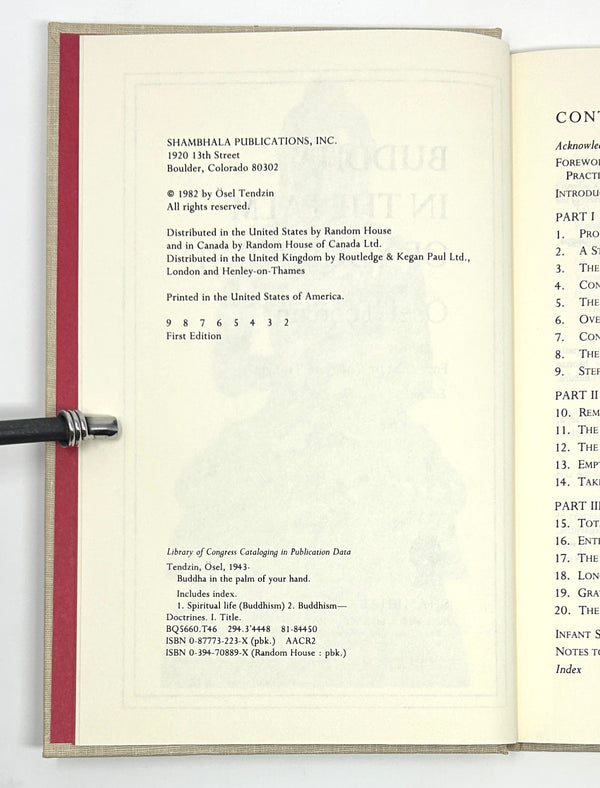 SHAMBHALA PUBLICATIONS, INC.
1920 13th Street
Boulder, Colorado 80302
© 1982 by Ösel Tendzin
All rights reserved.
Distributed in the United States by Random House
and in Canada by Random House of Canada Ltd.
Distributed in the United Kingdom by Routledge & Kegan Paul Ltd.,
London and Henley-on-Thames
Printed in the United States of America.
9 8 7 6 5 4 3 2
First Edition
Library of Congress Cataloging in Publication Data
Tendzin, Ösel, 1943-
Buddha in the palm of your hand.
Includes index.
1. Spiritual life (Buddhism) 2. Buddhism—
Doctrines. I. Title.
BQ5660.T46 294.3'4448 81-84450
ISBN 0-87773-223-X (pbk.) AACR2
ISBN 0-394-70889-X (Random House : pbk.)
CONT
Acknowle
FOREWO
PRACTI
INTRODU
PART I
1. PRO
2. A ST
3. THE
4. CON
5. THE
6. OVE
7. CON
8. THE
9. STEP
PART II
10. REM
11. THE
12. THE
13. EMPT
14. TAKE
PART III
15. TOT
16. ENT
17. THE
18. LON
19. GRA
20. THE
INFANT S
NOTES TO
Index